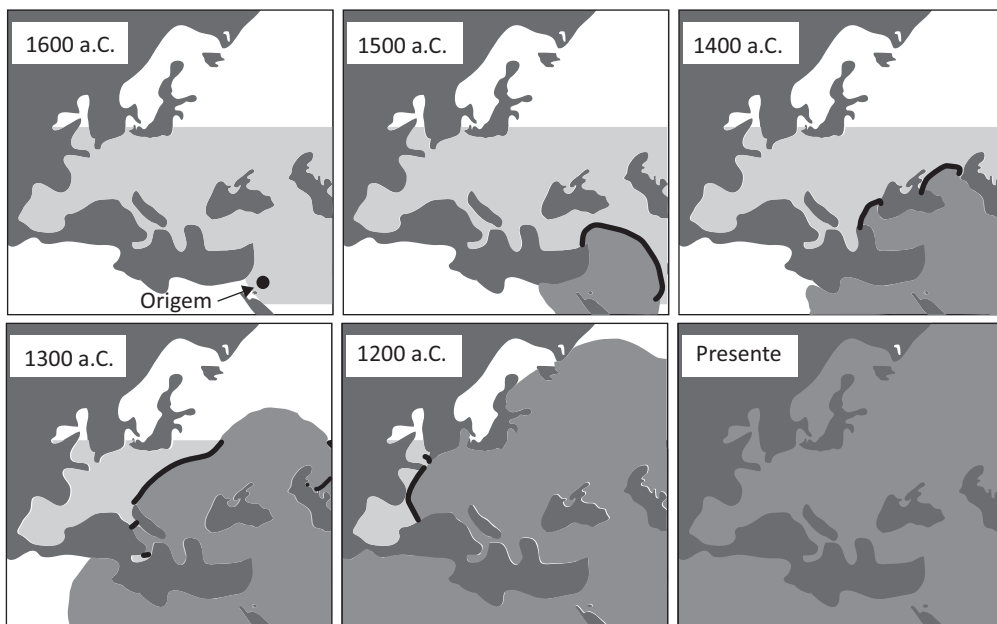 1600 a.C.
1500 a.C.
1400 a.C.
Origem
1300 a.C.
1200 a.C.
Presente